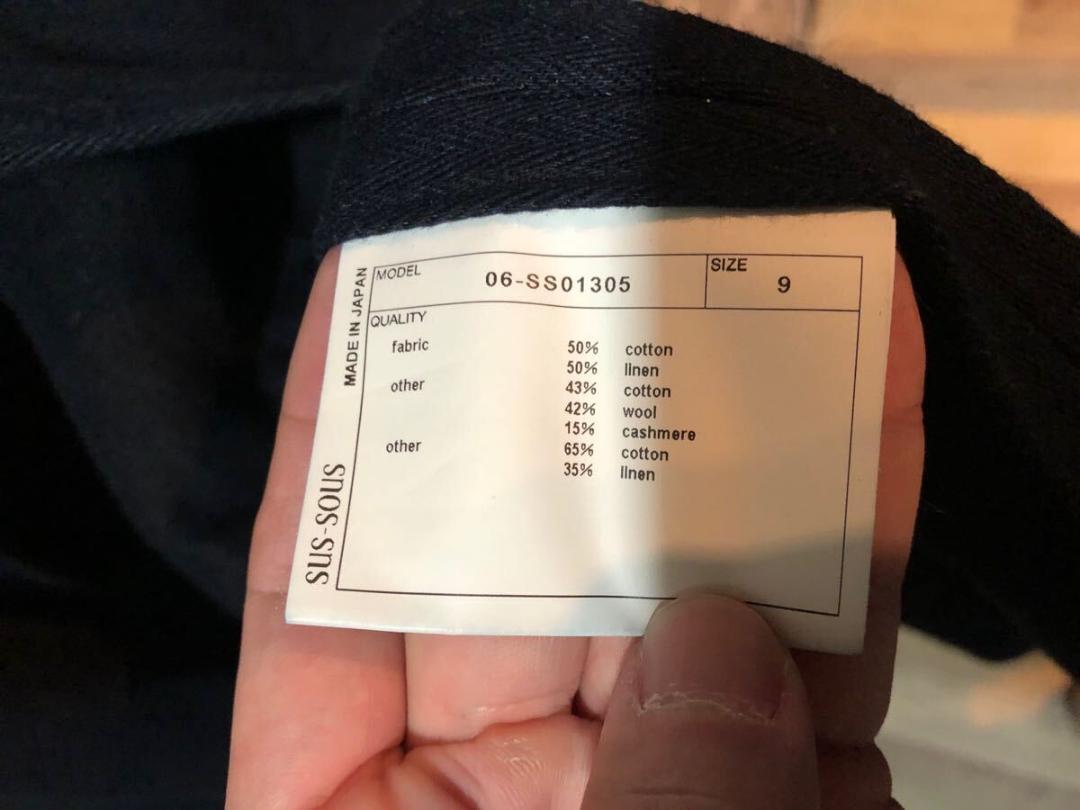 MODEL 06-SS01305 SIZE 9
QUALITY
fabric 50% cotton
50% linen
other 43% cotton
42% wool
15% cashmere
other 65% cotton
35% linen
MADE IN JAPAN
sus-sous